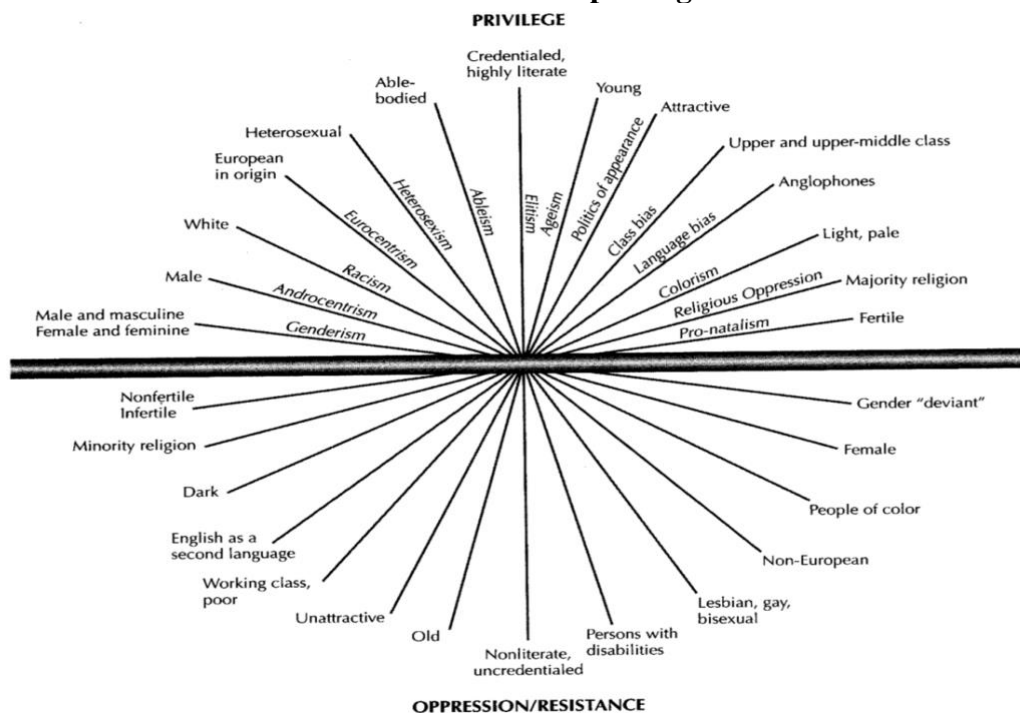 PRIVILEGE
Credentialed,
highly literate
Able-
bodied
Young
Attractive
Heterosexual
Upper and upper-middle class
European
in origin
Anglophones
White
Light, pale
Male
Majority religion
Male and masculine
Female and feminine
Fertile
Genderism
Androcentrism
Racism
Eurocentrism
Heterosexism
Ableism
Elitism
Ageism
Politics of appearance
Class bias
Language bias
Colorism
Religious Oppression
Pro-natalism
Nonfertile
Infertile
Gender "deviant"
Minority religion
Female
Dark
People of color
English as a
second language
Non-European
Working class,
poor
Lesbian, gay,
bisexual
Unattractive
Old
Persons with
disabilities
Nonliterate,
uncredentialed
OPPRESSION/RESISTANCE